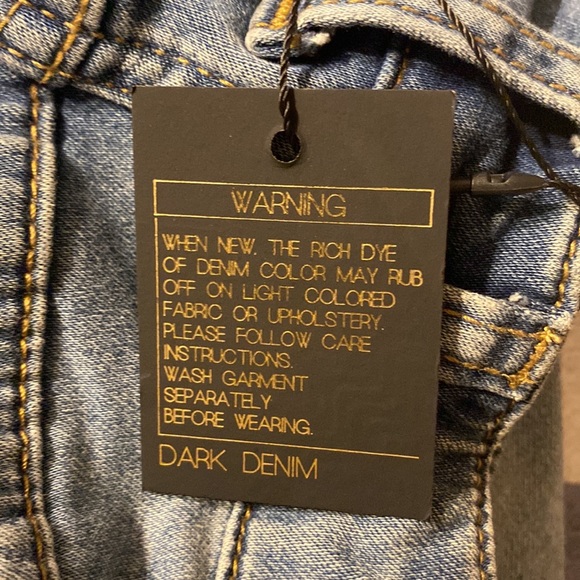 WARNING
WHEN NEW. THE RICH DYE
OF DENIM COLOR MAY RUB
OFF ON LIGHT COLORED
FABRIC OR UPHOLSTERY.
PLEASE FOLLOW CARE
INSTRUCTIONS.
WASH GARMENT
SEPARATELY
BEFORE WEARING.
DARK DENIM